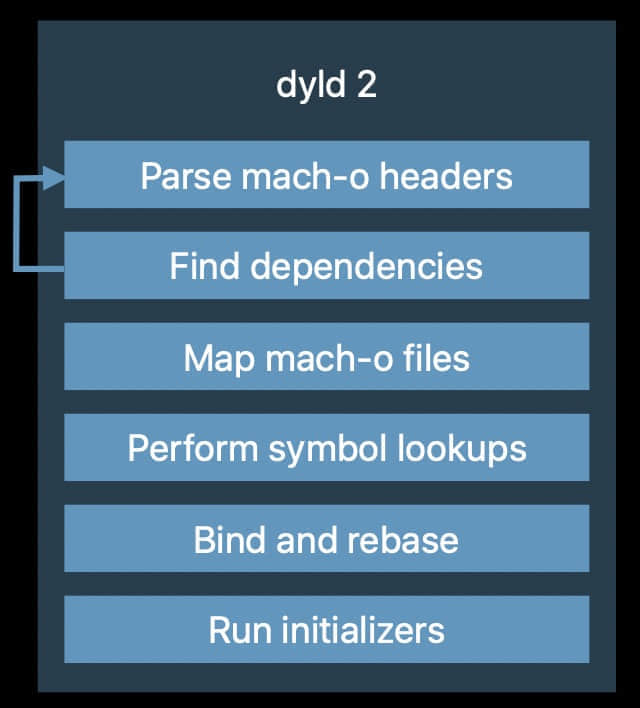 dyld 2
Parse mach-o headers
Find dependencies
Map mach-o files
Perform symbol lookups
Bind and rebase
Run initializers